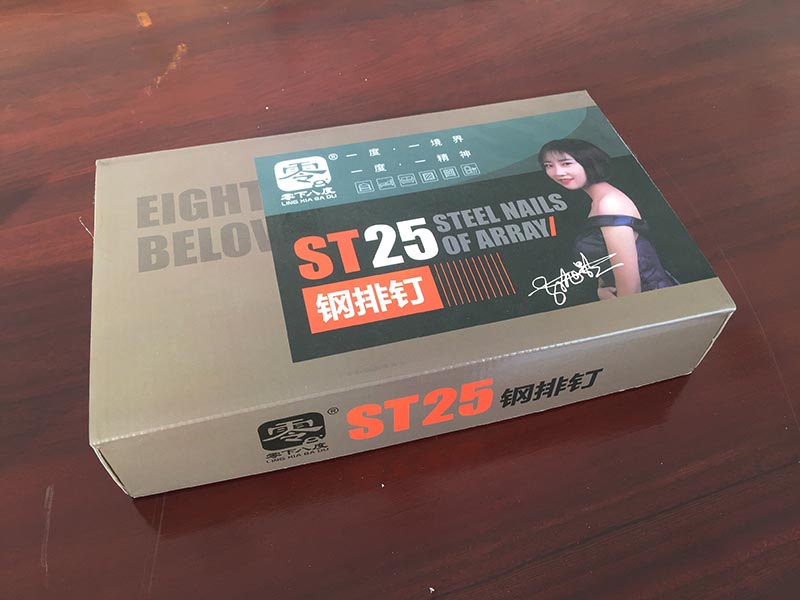 EIGHT
BELOW
零
®
零下八度
LING XIA BA DU
一度·一境界
一度·一精神
ST25
STEEL NAILS
OF ARRAY/
钢排钉
零
®
零下八度
LING XIA BA DU
ST25 钢排钉